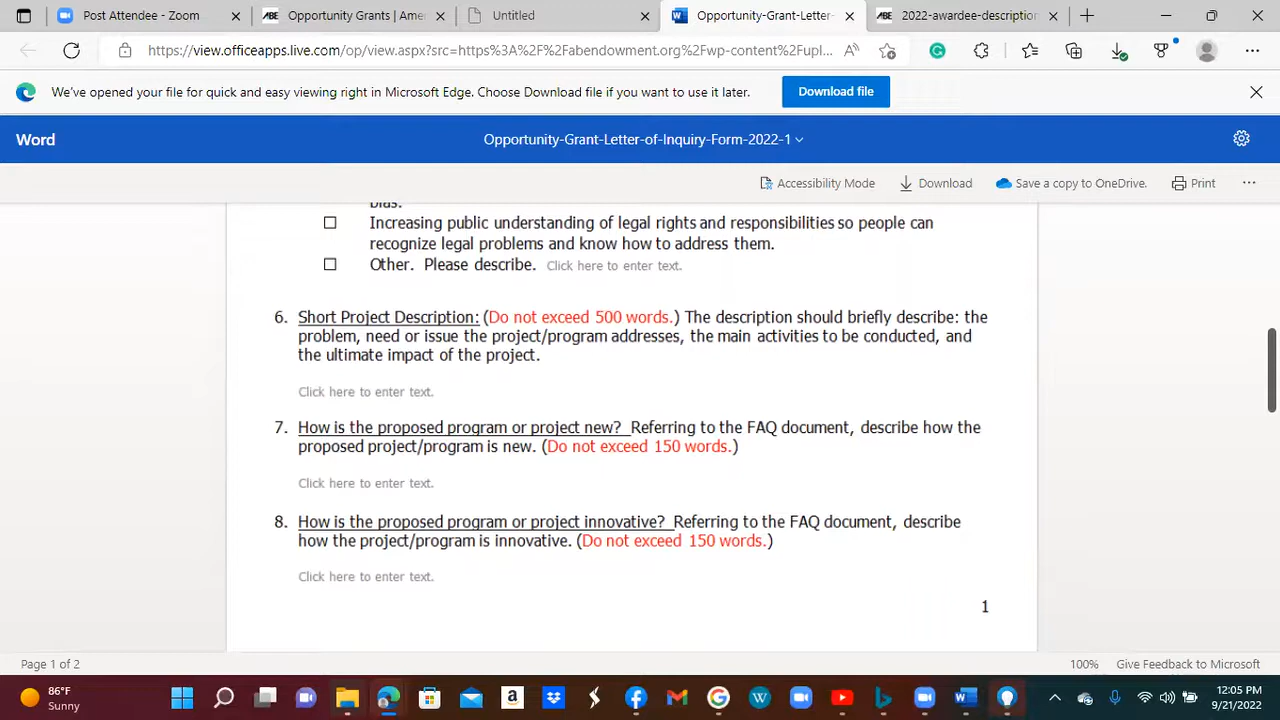 Post Attendee - Zoom
ABE Opportunity Grants | Amer
Untitled
Opportunity-Grant-Letter-
ABE 2022-awardee-description
https://view.officeapps.live.com/op/view.aspx?src=https%3A%2F%2Fabendowment.org%2Fwp-content%2Fupl...
We've opened your file for quick and easy viewing right in Microsoft Edge. Choose Download file if you want to use it later.
Download file
Word
Opportunity-Grant-Letter-of-Inquiry-Form-2022-1
Accessibility Mode
Download
Save a copy to OneDrive.
Print
bias.
☐ Increasing public understanding of legal rights and responsibilities so people can
recognize legal problems and know how to address them.
☐ Other. Please describe. Click here to enter text.
6. Short Project Description: (Do not exceed 500 words.) The description should briefly describe: the
problem, need or issue the project/program addresses, the main activities to be conducted, and
the ultimate impact of the project.
Click here to enter text.
7. How is the proposed program or project new? Referring to the FAQ document, describe how the
proposed project/program is new. (Do not exceed 150 words.)
Click here to enter text.
8. How is the proposed program or project innovative? Referring to the FAQ document, describe
how the project/program is innovative. (Do not exceed 150 words.)
Click here to enter text.
1
Page 1 of 2
100%
Give Feedback to Microsoft
86°F
Sunny
12:05 PM
9/21/2022